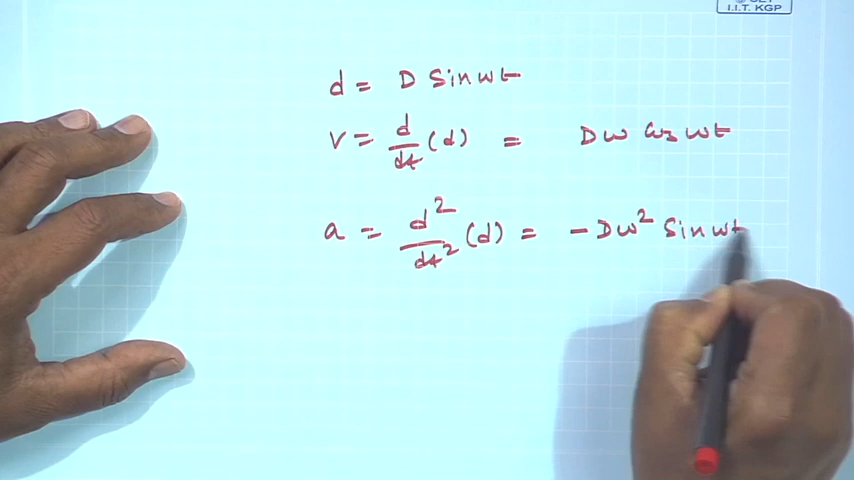 I.I.T. KGP
d = D Sin ωt
v = d/dt (d) = Dω Cos ωt
a = d²/dt² (d) = -Dω² Sin ωt